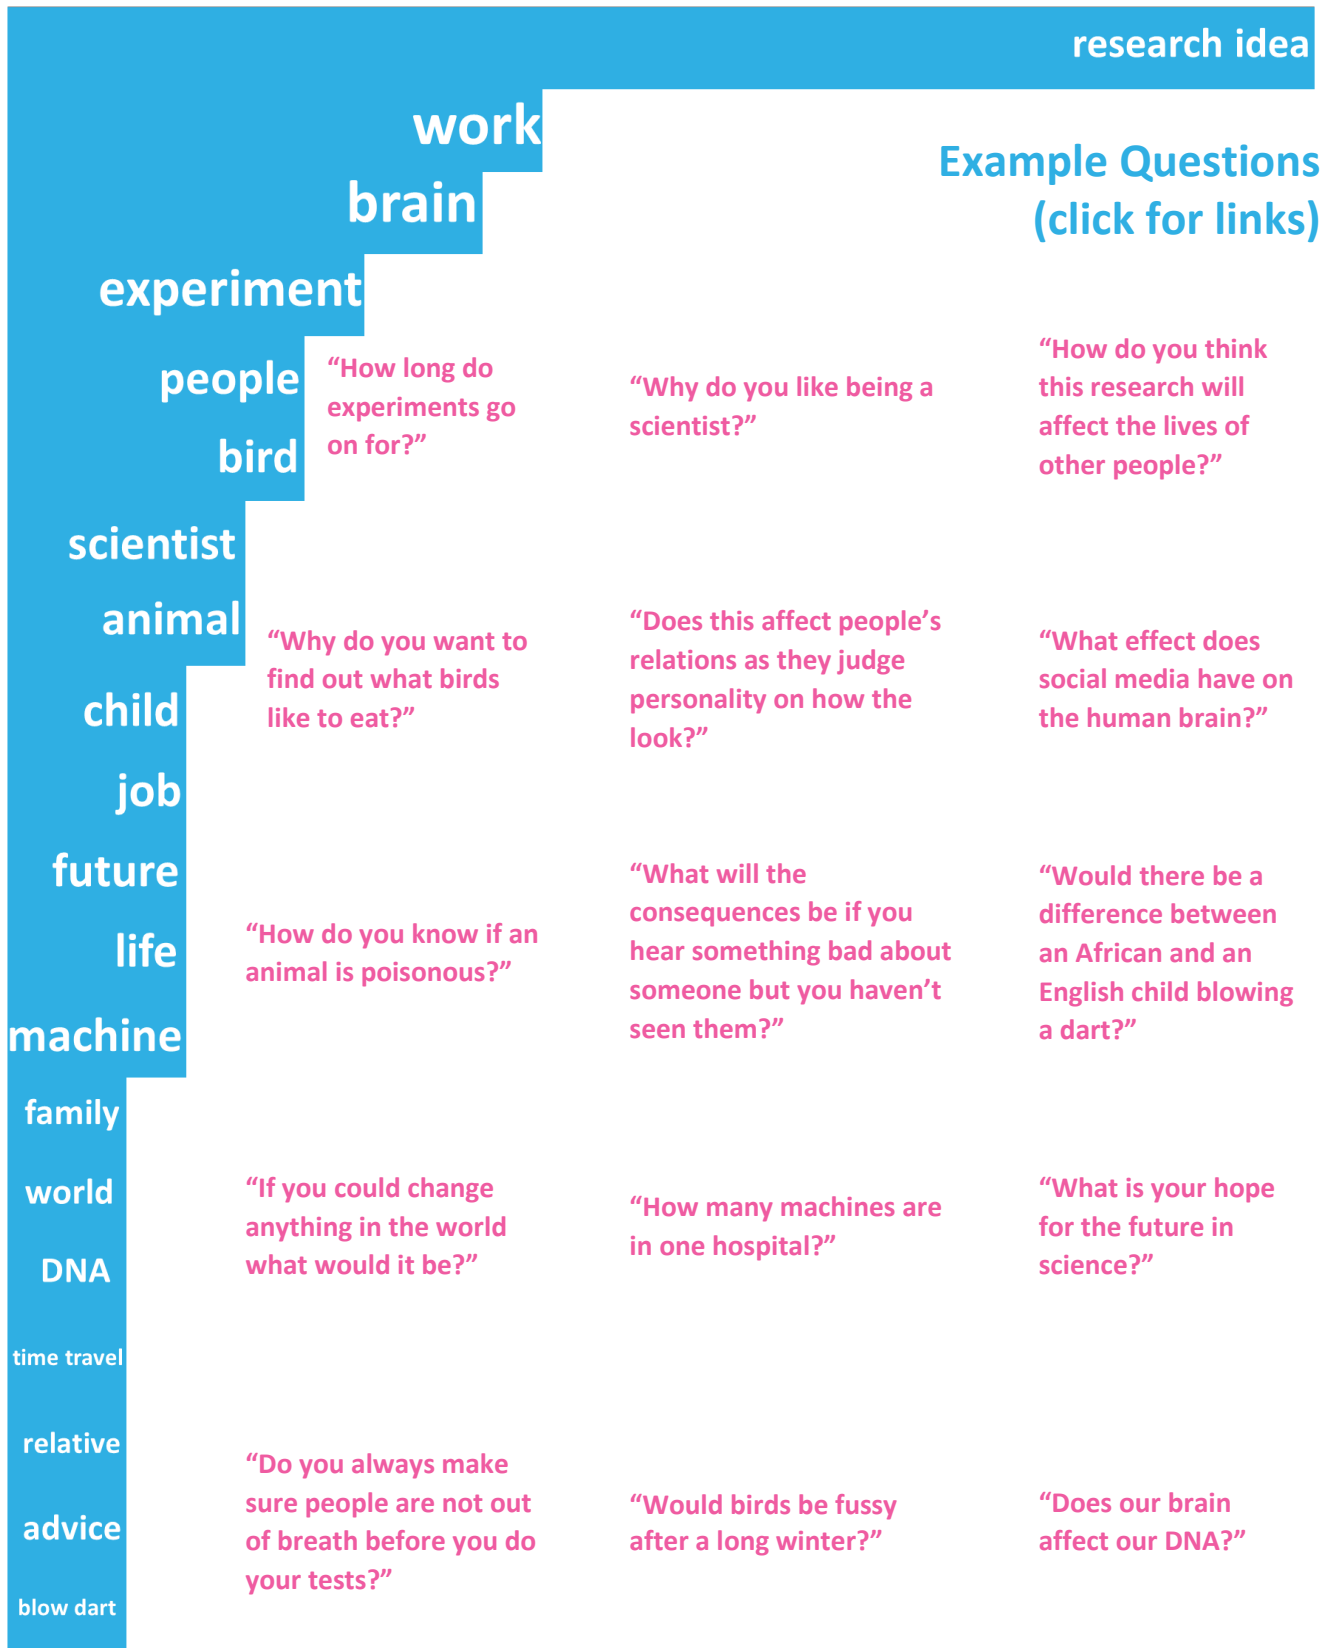 research idea
work
brain
experiment
people
bird
scientist
animal
child
job
future
life
machine
family
world
DNA
time travel
relative
advice
blow dart
Example Questions
(click for links)
“How long do
experiments go
on for?”
“Why do you like being a
scientist?”
“How do you think
this research will
affect the lives of
other people?”
“Why do you want to
find out what birds
like to eat?”
“Does this affect people’s
relations as they judge
personality on how the
look?”
“What effect does
social media have on
the human brain?”
“How do you know if an
animal is poisonous?”
“What will the
consequences be if you
hear something bad about
someone but you haven’t
seen them?”
“Would there be a
difference between
an African and an
English child blowing
a dart?”
“If you could change
anything in the world
what would it be?”
“How many machines are
in one hospital?”
“What is your hope
for the future in
science?”
“Do you always make
sure people are not out
of breath before you do
your tests?”
“Would birds be fussy
after a long winter?”
“Does our brain
affect our DNA?”